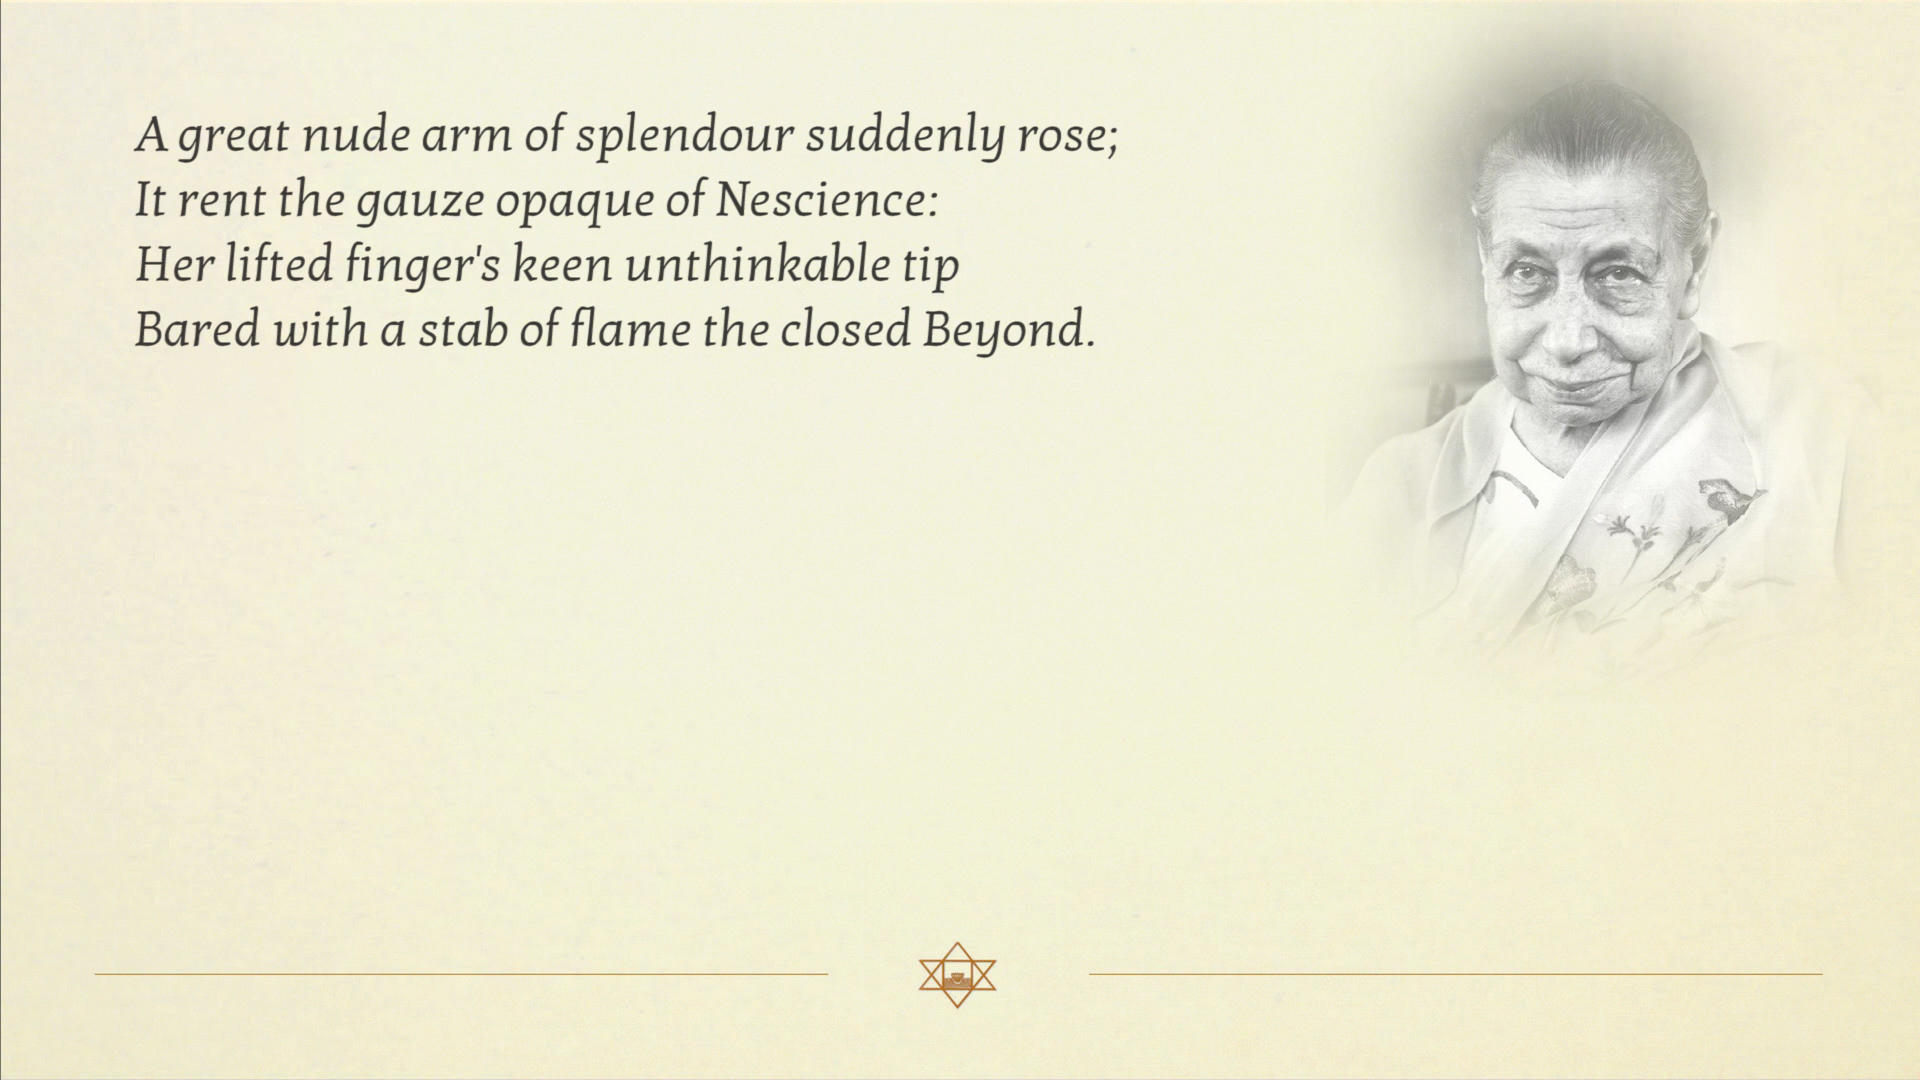 A great nude arm of splendour suddenly rose;
It rent the gauze opaque of Nescience:
Her lifted finger's keen unthinkable tip
Bared with a stab of flame the closed Beyond.